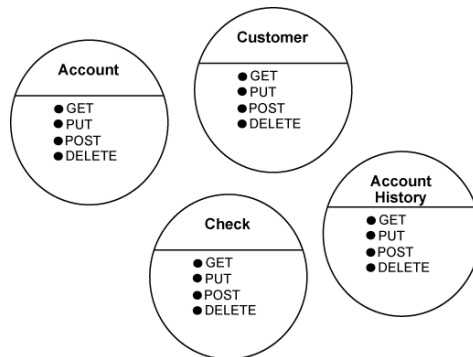 Account
GET
PUT
POST
DELETE
Customer
GET
PUT
POST
DELETE
Check
GET
PUT
POST
DELETE
Account
History
GET
PUT
POST
DELETE